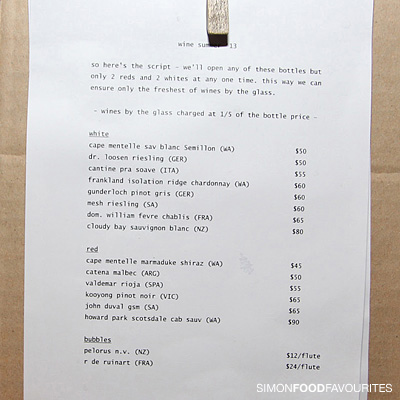 wine summer 13
so here's the script – we'll open any of these bottles but
only 2 reds and 2 whites at any one time. this way we can
ensure only the freshest of wines by the glass.
– wines by the glass charged at 1/5 of the bottle price –
white
cape mentelle sav blanc Semillon (WA) $50
dr. loosen riesling (GER) $50
cantine pra soave (ITA) $55
frankland isolation ridge chardonnay (WA) $60
gunderloch pinot gris (GER) $60
mesh riesling (SA) $60
dom. william fevre chablis (FRA) $65
cloudy bay sauvignon blanc (NZ) $80
red
cape mentelle marmaduke shiraz (WA) $45
catena malbec (ARG) $50
valdemar rioja (SPA) $55
kooyong pinot noir (VIC) $65
john duval gsm (SA) $65
howard park scotsdale cab sauv (WA) $90
bubbles
pelorus n.v. (NZ) $12/flute
r de ruinart (FRA) $24/flute
SIMONFOODFAVOURITES